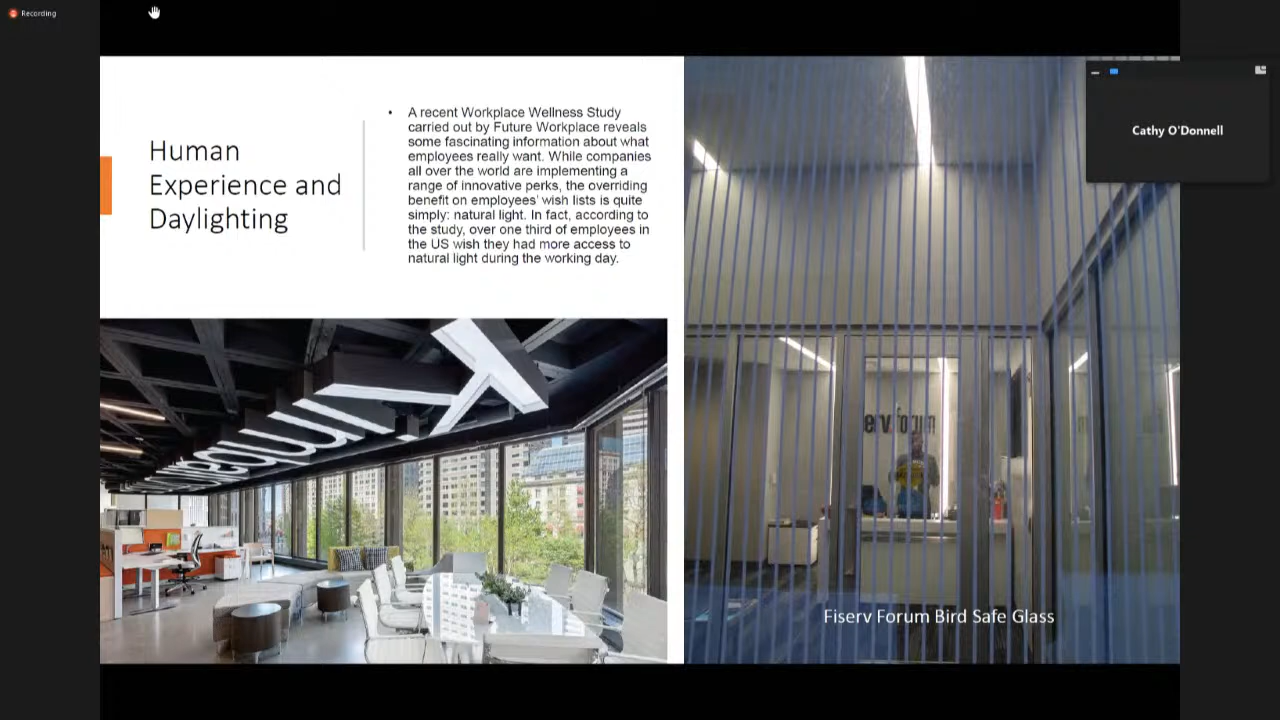 Recording
Human
Experience and
Daylighting
• A recent Workplace Wellness Study
carried out by Future Workplace reveals
some fascinating information about what
employees really want. While companies
all over the world are implementing a
range of innovative perks, the overriding
benefit on employees' wish lists is quite
simply: natural light. In fact, according to
the study, over one third of employees in
the US wish they had more access to
natural light during the working day.
Cathy O'Donnell
forum
Fiserv Forum Bird Safe Glass